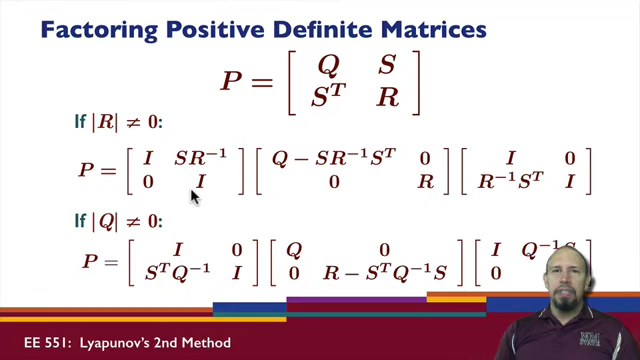 Factoring Positive Definite Matrices
P = [ Q S ; S^T R ]
If |R| ≠ 0:
P = [ I SR^{-1} ; 0 I ] [ Q − SR^{-1}S^T 0 ; 0 R ] [ I 0 ; R^{-1}S^T I ]
If |Q| ≠ 0:
P = [ I 0 ; S^T Q^{-1} I ] [ Q 0 ; 0 R − S^T Q^{-1}S ] [ I Q^{-1}S ; 0
EE 551: Lyapunov's 2nd Method